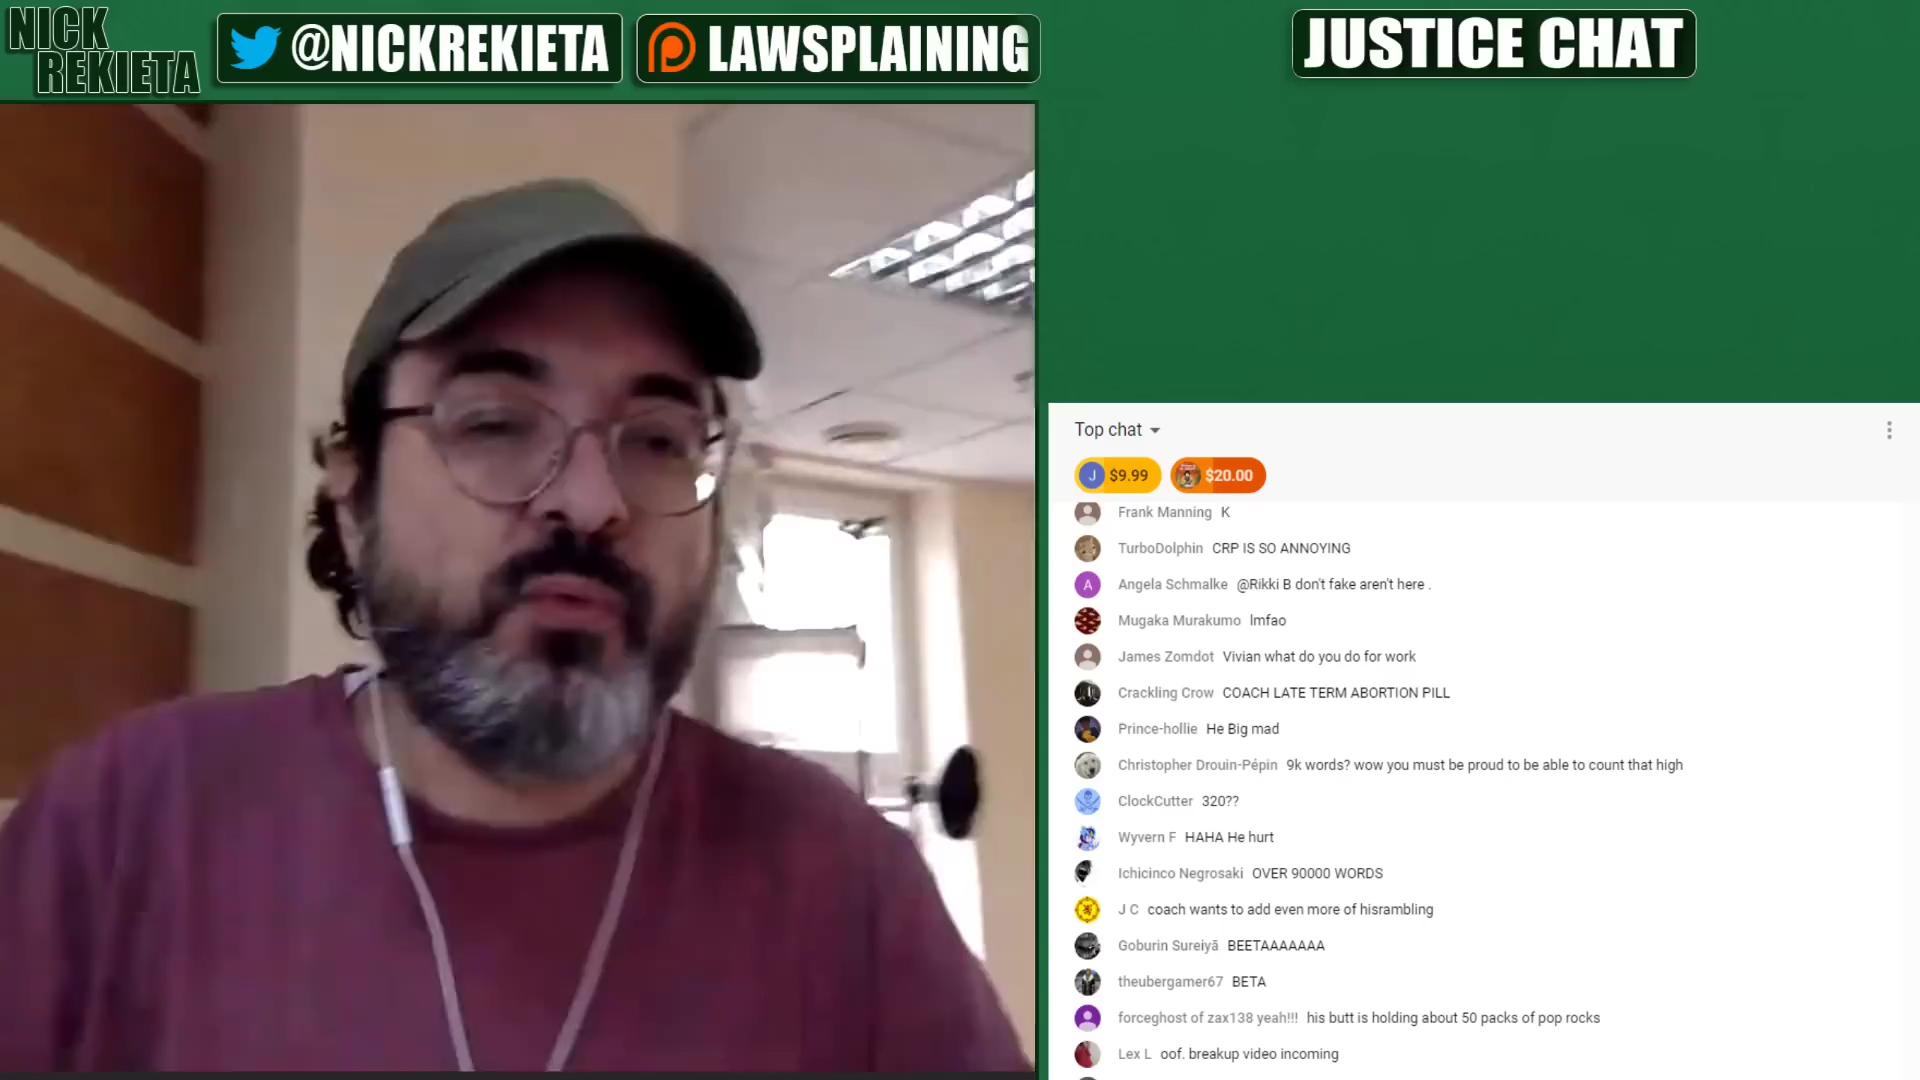 NICK
REKIETA
@NICKREKIETA
LAWSPLAINING
JUSTICE CHAT
Top chat
J $9.99
$20.00
Frank Manning K
TurboDolphin CRP IS SO ANNOYING
A Angela Schmalke @Rikki B don't fake aren't here .
Mugaka Murakumo lmfao
James Zomdot Vivian what do you do for work
Crackling Crow COACH LATE TERM ABORTION PILL
Prince-hollie He Big mad
Christopher Drouin-Pépin 9k words? wow you must be proud to be able to count that high
ClockCutter 320??
Wyvern F HAHA He hurt
Ichicinco Negrosaki OVER 90000 WORDS
J C coach wants to add even more of hisrambling
Goburin Sureiyā BEETAAAAAAA
theubergamer67 BETA
forceghost of zax138 yeah!!! his butt is holding about 50 packs of pop rocks
Lex L oof. breakup video incoming